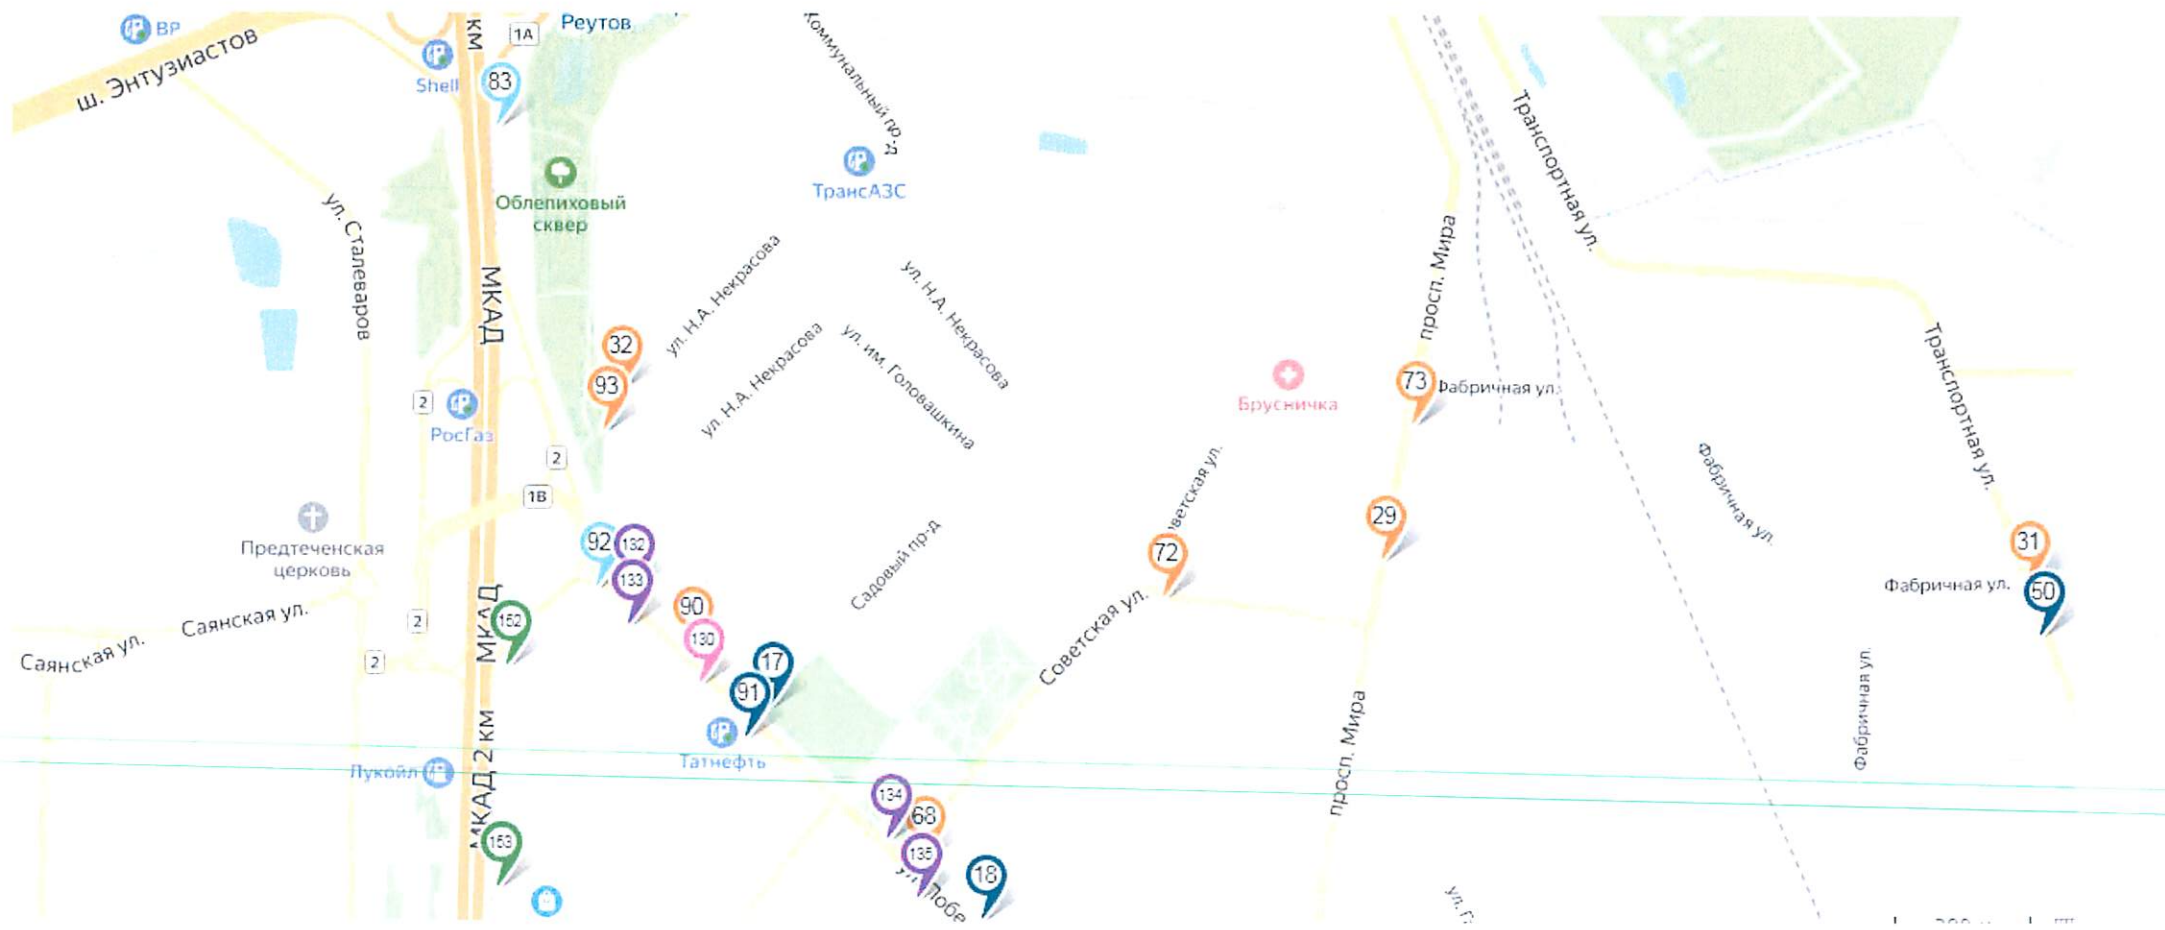 BP
ш. Энтузиастов
Shell
км
1А
Реутов
83
Коммунальный пр.
25
ТрансАЗС
Облепиховый
сквер
ул. Сталеваров
МКАД
ул. Н.А. Некрасова
ул. Н.А. Некрасова
ул. Н.А. Некрасова
ул. им. Головашкина
32
93
2
РосГаз
2
1В
Предтеченская
церковь
Саянская ул.
Саянская ул.
2
2
МКАД
152
92
132
133
90
130
17
91
Татнефть
Садовый пр-д
Советская ул.
72
Брусничка
просп. Мира
73
Фабричная ул.
29
Транспортная ул.
Транспортная ул.
Фабричная ул.
31
Фабричная ул.
50
Фабричная ул.
просп. Мира
МКАД, 2 км
Лукойл
153
134
68
135
18